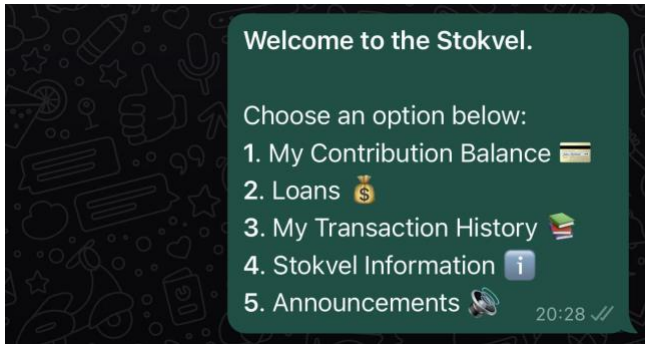 Welcome to the Stokvel.
Choose an option below:
1. My Contribution Balance 💳
2. Loans 💰
3. My Transaction History 📚
4. Stokvel Information ℹ️
5. Announcements 🔊
20:28